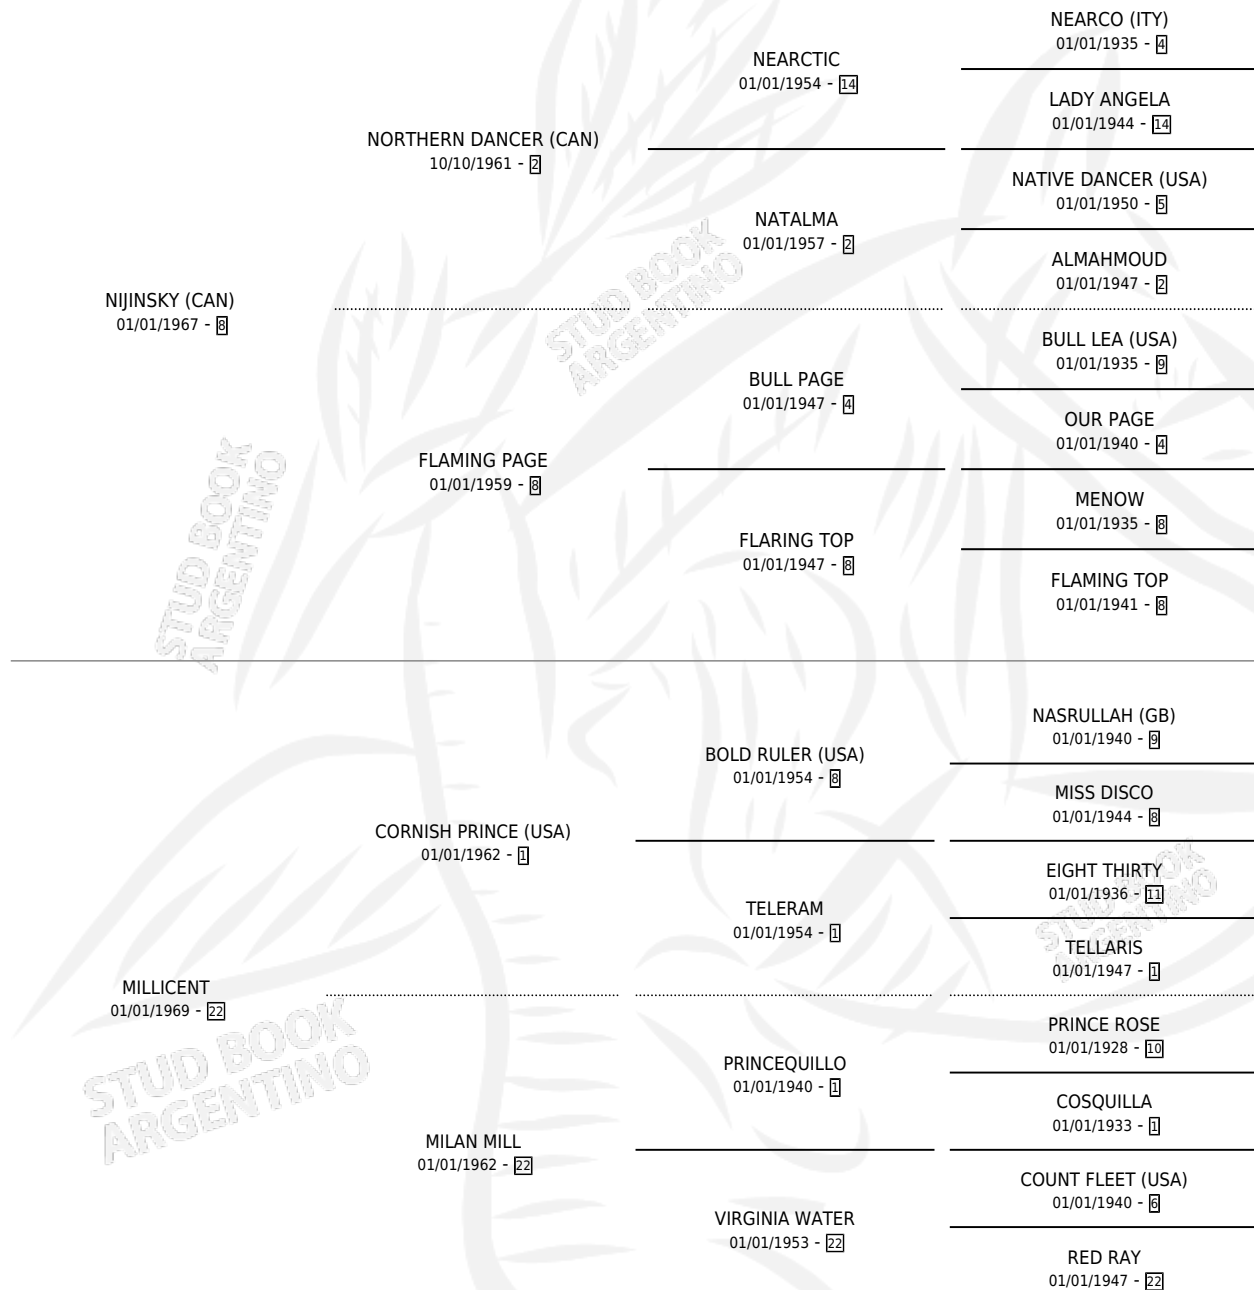 NIJINSKY (CAN)
01/01/1967 - 8
NORTHERN DANCER (CAN)
10/10/1961 - 2
NEARCTIC
01/01/1954 - 14
NEARCO (ITY)
01/01/1935 - 4
LADY ANGELA
01/01/1944 - 14
NATALMA
01/01/1957 - 2
NATIVE DANCER (USA)
01/01/1950 - 5
ALMAHMOUD
01/01/1947 - 2
FLAMING PAGE
01/01/1959 - 8
BULL PAGE
01/01/1947 - 4
BULL LEA (USA)
01/01/1935 - 9
OUR PAGE
01/01/1940 - 4
FLARING TOP
01/01/1947 - 8
MENOW
01/01/1935 - 8
FLAMING TOP
01/01/1941 - 8
MILLICENT
01/01/1969 - 22
CORNISH PRINCE (USA)
01/01/1962 - 1
BOLD RULER (USA)
01/01/1954 - 8
NASRULLAH (GB)
01/01/1940 - 9
MISS DISCO
01/01/1944 - 8
TELERAM
01/01/1954 - 1
EIGHT THIRTY
01/01/1936 - 11
TELLARIS
01/01/1947 - 1
MILAN MILL
01/01/1962 - 22
PRINCEQUILLO
01/01/1940 - 1
PRINCE ROSE
01/01/1928 - 10
COSQUILLA
01/01/1933 - 1
VIRGINIA WATER
01/01/1953 - 22
COUNT FLEET (USA)
01/01/1940 - 6
RED RAY
01/01/1947 - 22
STUD BOOK
ARGENTINO
STUD BOOK
ARGENTINO
STUD BOOK
ARGENTINO
STUD BOOK
ARGENTINO